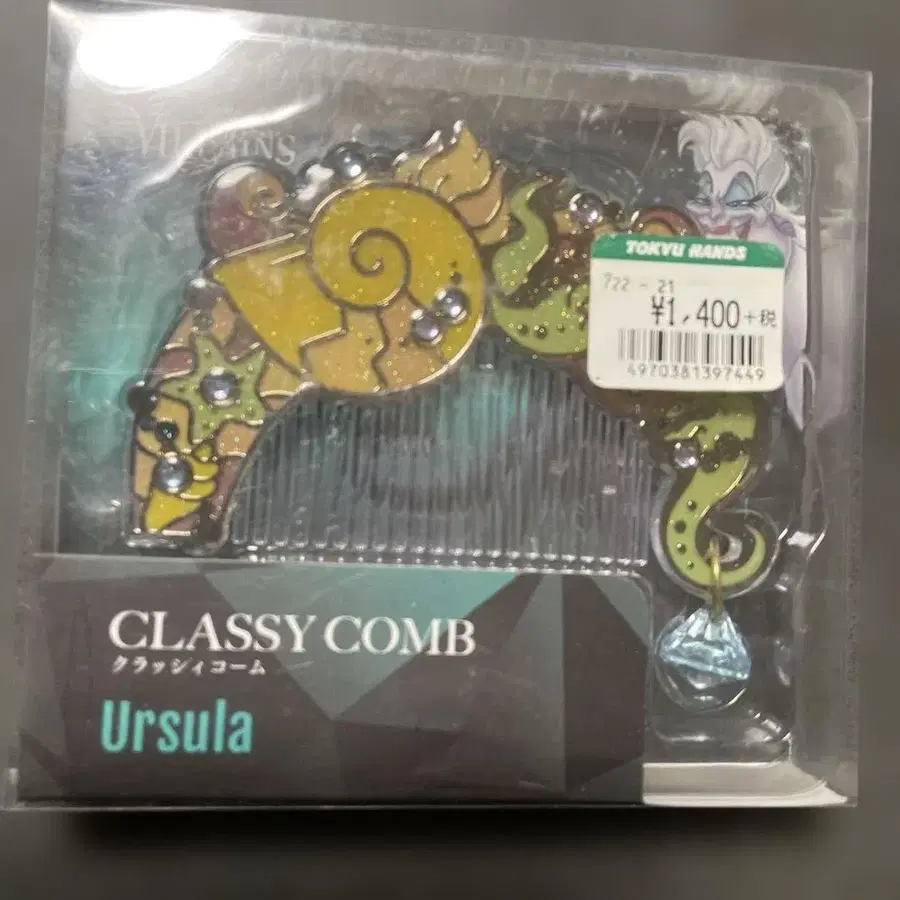 VILLAINS
TOKYU HANDS
722 - 21
¥1,400+税
4970381397449
CLASSY COMB
クラッシィコーム
Ursula